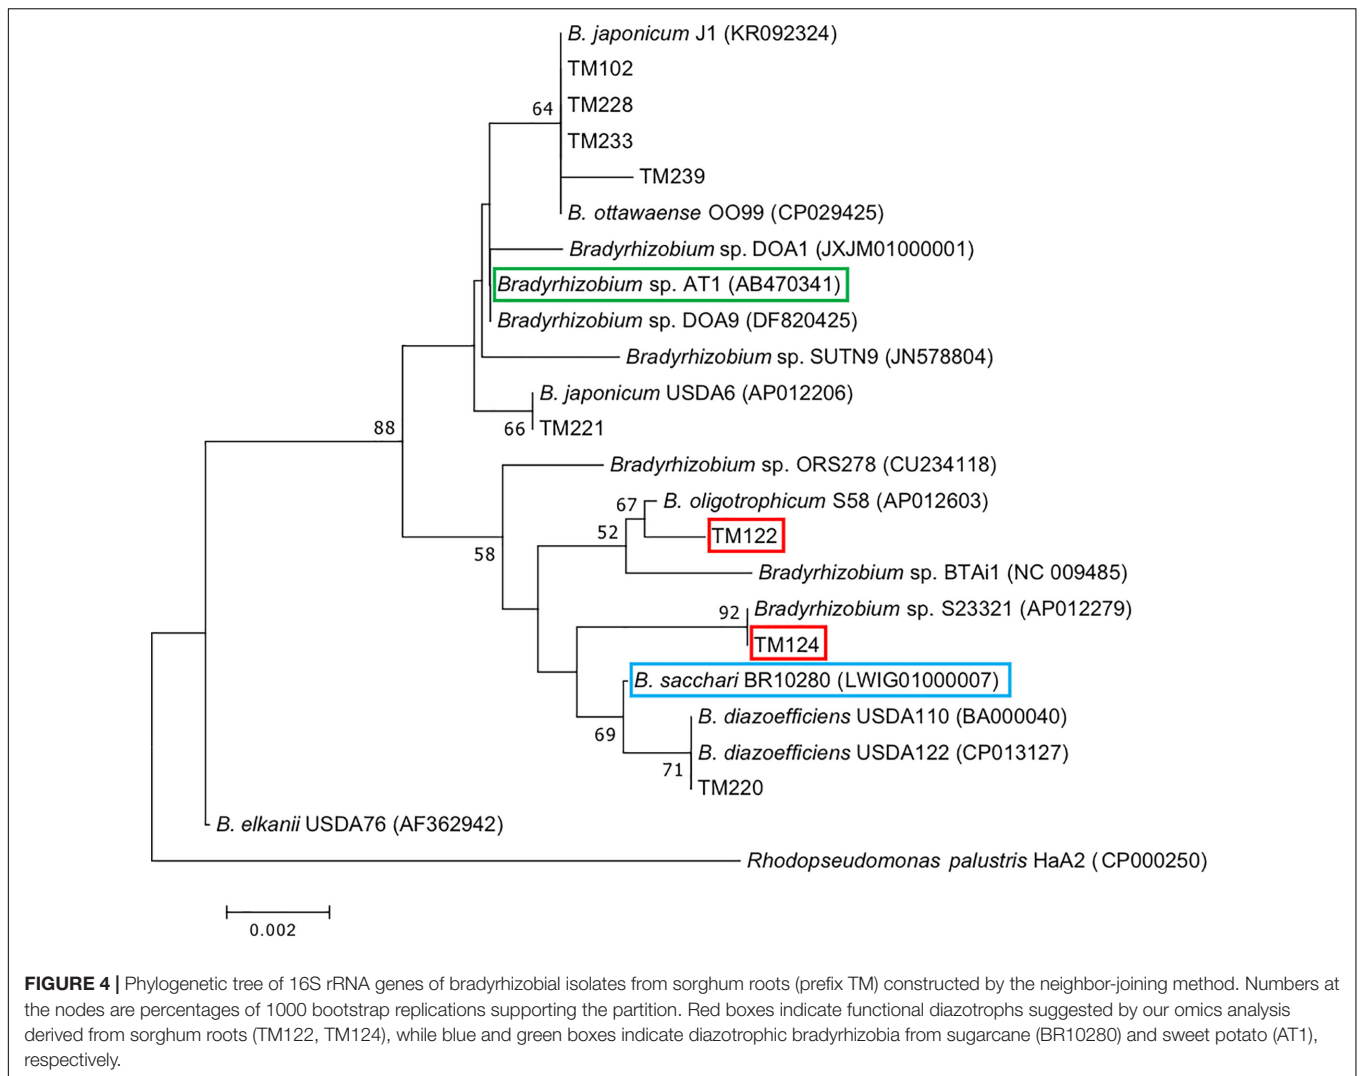 B. japonicum J1 (KR092324)
TM102
64
TM228
TM233
TM239
B. ottawaense OO99 (CP029425)
Bradyrhizobium sp. DOA1 (JXJM01000001)
Bradyrhizobium sp. AT1 (AB470341)
Bradyrhizobium sp. DOA9 (DF820425)
Bradyrhizobium sp. SUTN9 (JN578804)
B. japonicum USDA6 (AP012206)
88
66
TM221
Bradyrhizobium sp. ORS278 (CU234118)
67
B. oligotrophicum S58 (AP012603)
52
TM122
58
Bradyrhizobium sp. BTAi1 (NC 009485)
92
Bradyrhizobium sp. S23321 (AP012279)
TM124
B. sacchari BR10280 (LWIG01000007)
B. diazoefficiens USDA110 (BA000040)
69
B. diazoefficiens USDA122 (CP013127)
71
TM220
B. elkanii USDA76 (AF362942)
Rhodopseudomonas palustris HaA2 (CP000250)
0.002
FIGURE 4 | Phylogenetic tree of 16S rRNA genes of bradyrhizobial isolates from sorghum roots (prefix TM) constructed by the neighbor-joining method. Numbers at
the nodes are percentages of 1000 bootstrap replications supporting the partition. Red boxes indicate functional diazotrophs suggested by our omics analysis
derived from sorghum roots (TM122, TM124), while blue and green boxes indicate diazotrophic bradyrhizobia from sugarcane (BR10280) and sweet potato (AT1),
respectively.